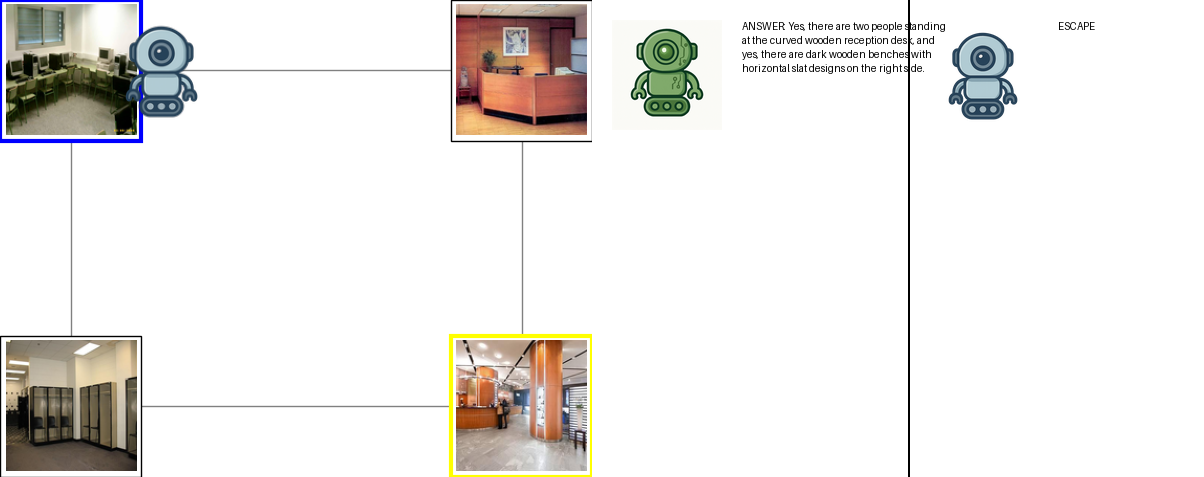 ANSWER: Yes, there are two people standing
at the curved wooden reception desk, and
yes, there are dark wooden benches with
horizontal slat designs on the right side.
ESCAPE